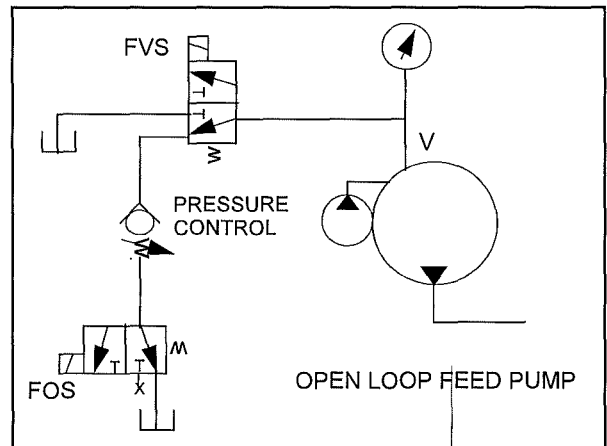 FVS
V
PRESSURE
CONTROL
FOS
X
OPEN LOOP FEED PUMP